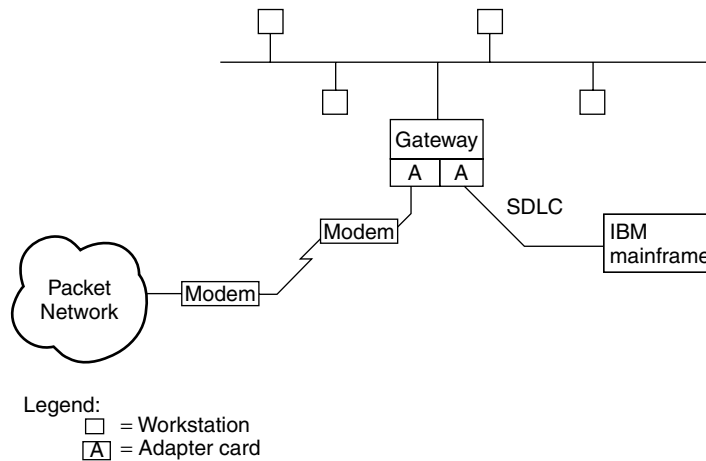 Gateway
A A
SDLC
Modem
IBM
mainframe
Packet
Network
Modem
Legend:
= Workstation
A = Adapter card